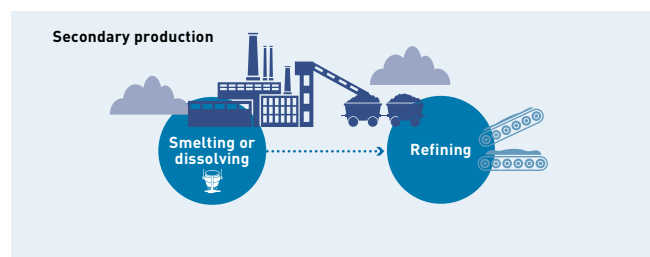 Secondary production
Smelting or
dissolving
Refining